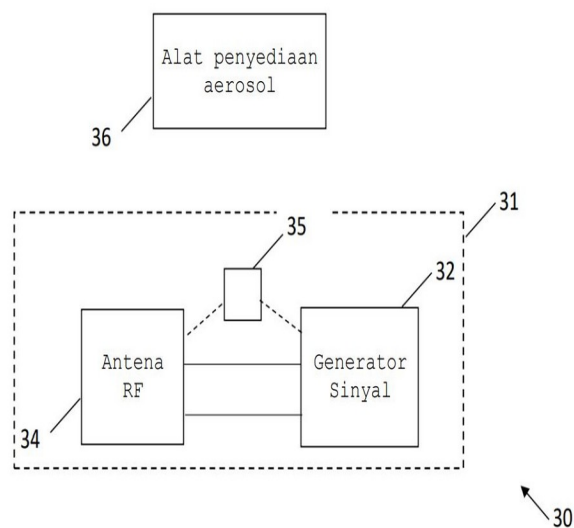 Alat penyediaan
aerosol
36
31
35
32
Antena
RF
Generator
Sinyal
34
30